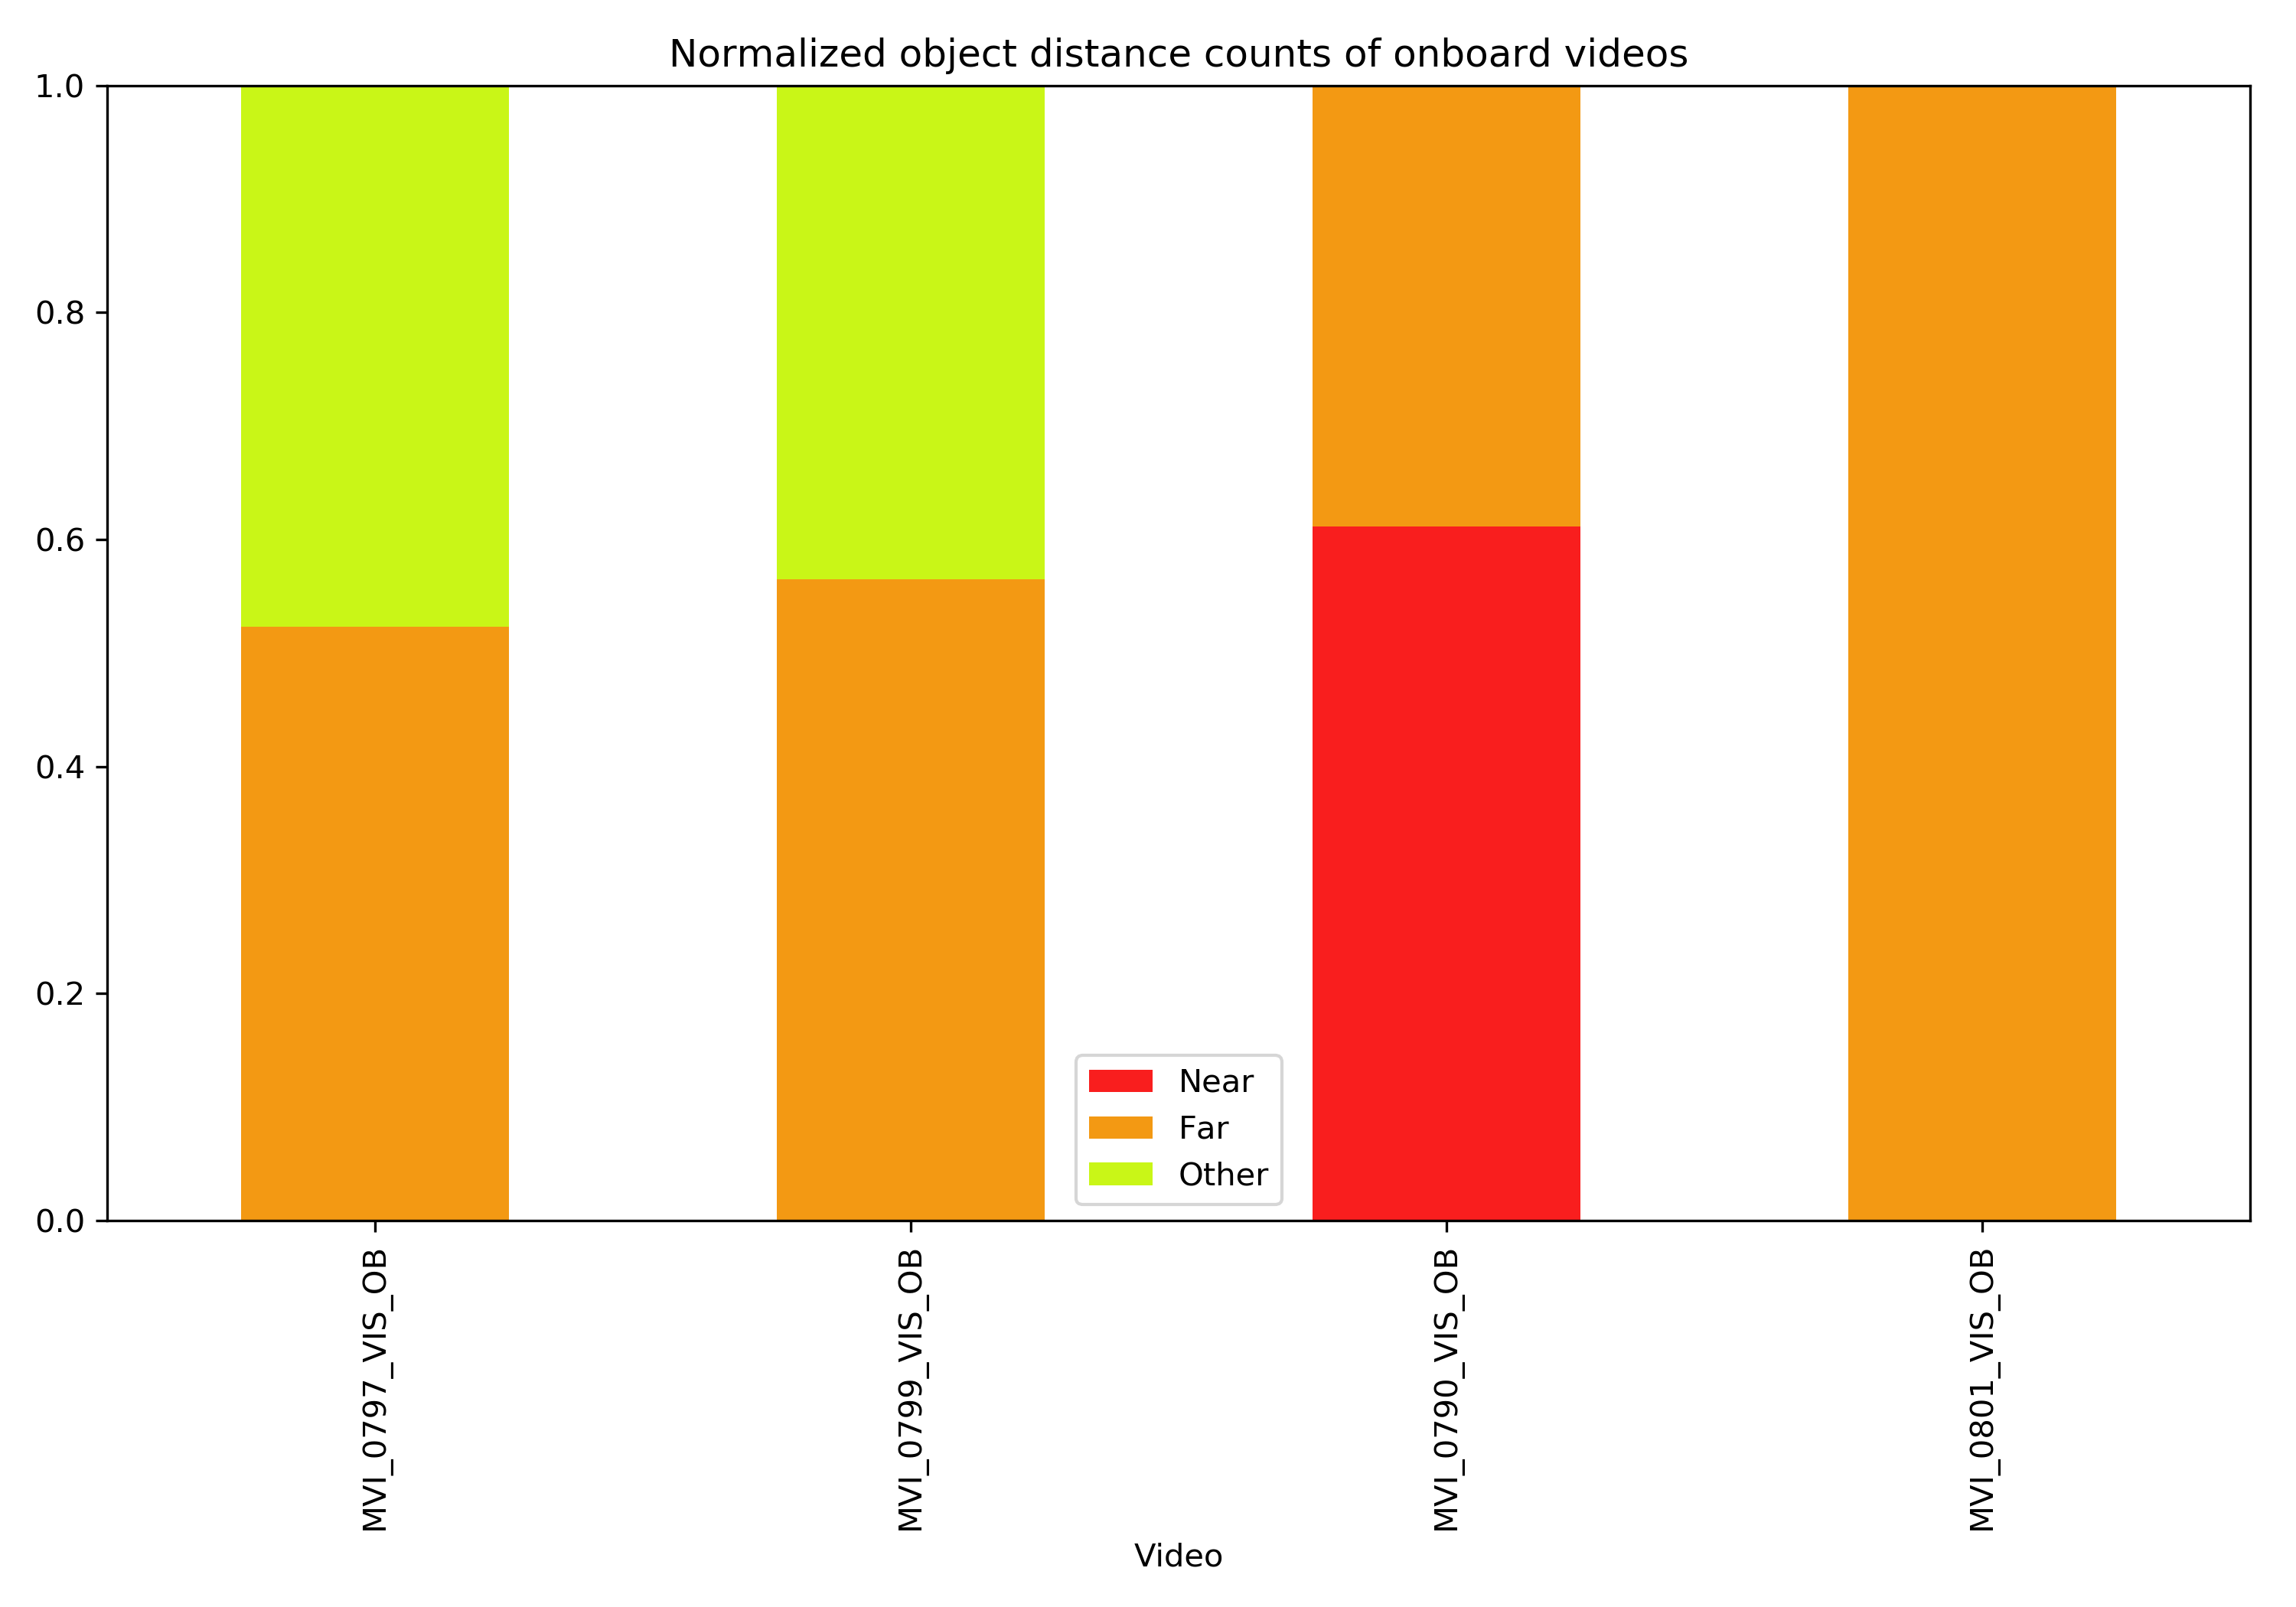 Normalized object distance counts of onboard videos
1.0
0.8
0.6
0.4
0.2
0.0
Near
Far
Other
MVI_0797_VIS_OB
MVI_0799_VIS_OB
MVI_0790_VIS_OB
MVI_0801_VIS_OB
Video